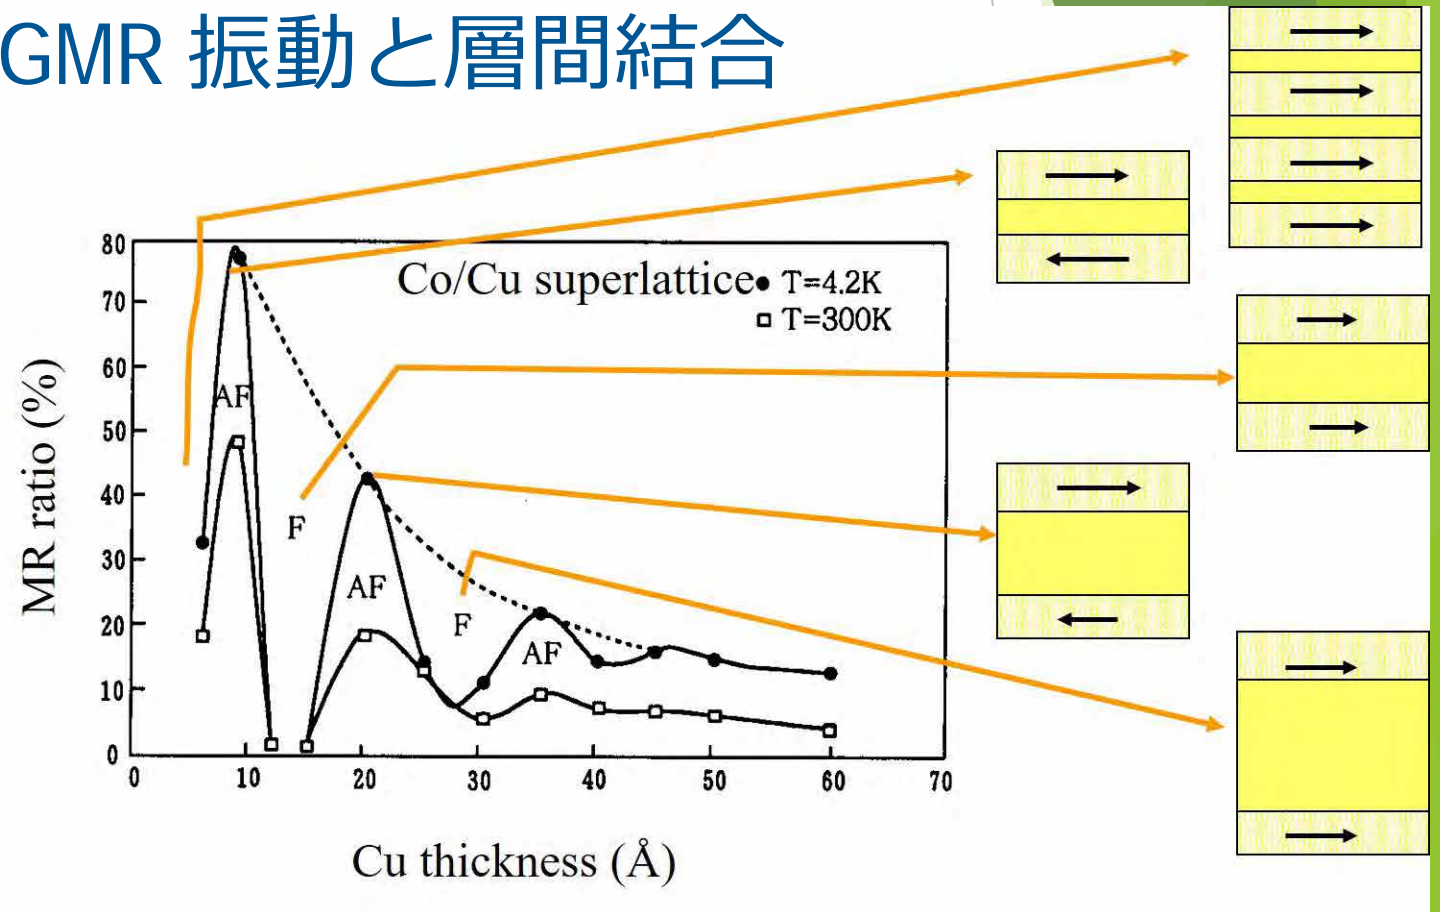 GMR 振動と層間結合
Co/Cu superlattice
T=4.2K
T=300K
MR ratio (%)
80
70
60
50
40
30
20
10
0
AF
F
AF
F
AF
0 10 20 30 40 50 60 70
Cu thickness (Å)